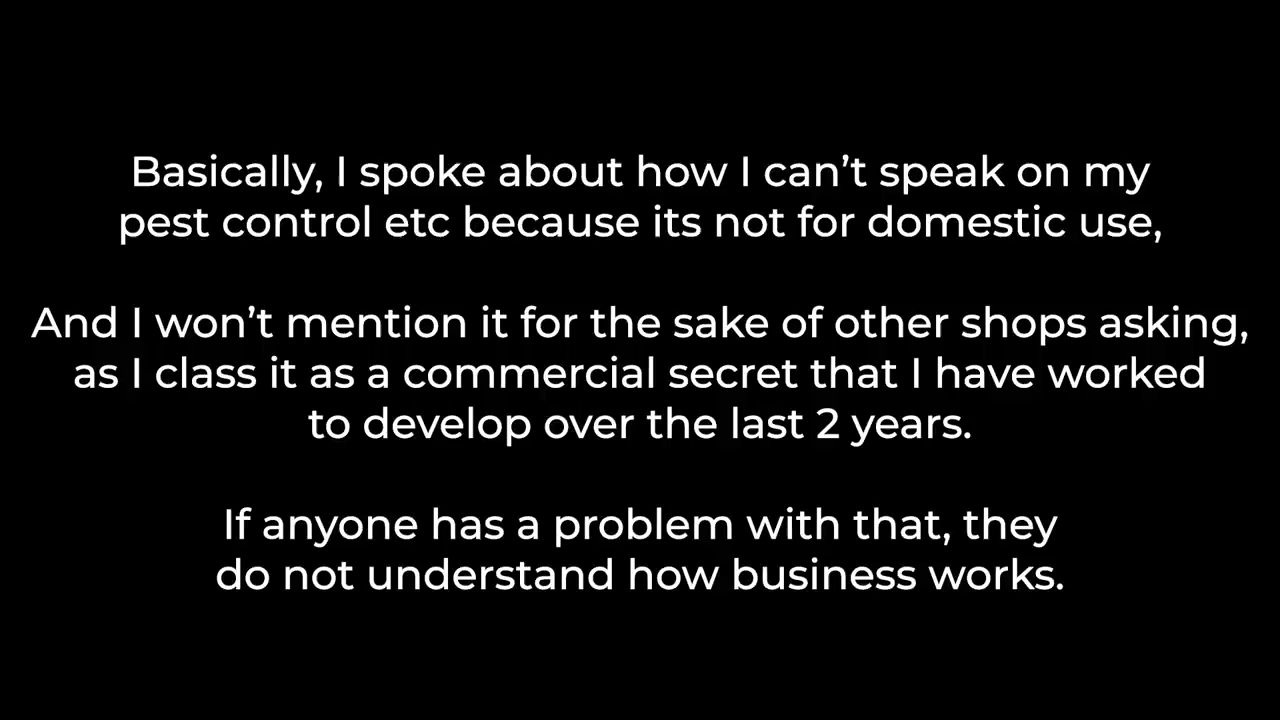 Basically, I spoke about how I can’t speak on my
pest control etc because its not for domestic use,
And I won’t mention it for the sake of other shops asking,
as I class it as a commercial secret that I have worked
to develop over the last 2 years.
If anyone has a problem with that, they
do not understand how business works.